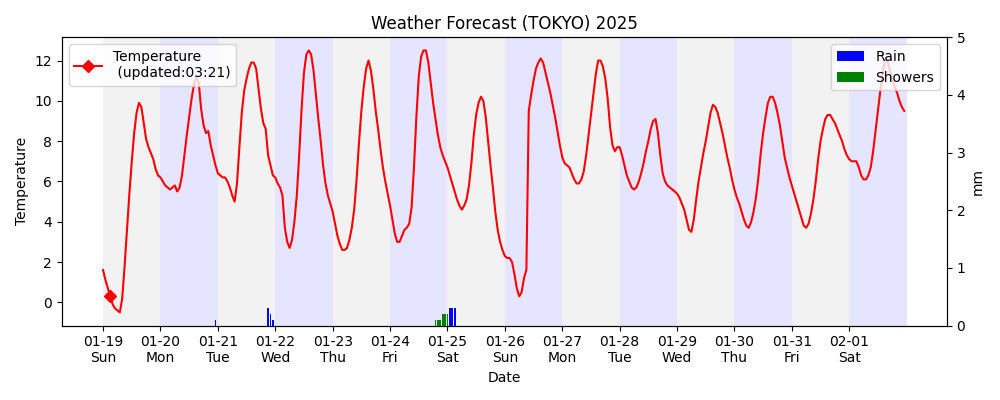 Weather Forecast (TOKYO) 2025
Temperature
(updated:03:21)
Rain
Showers
Temperature
12
10
8
6
4
2
0
5
4
3
2
1
0
mm
01-19 01-20 01-21 01-22 01-23 01-24 01-25 01-26 01-27 01-28 01-29 01-30 01-31 02-01
Sun Mon Tue Wed Thu Fri Sat Sun Mon Tue Wed Thu Fri Sat
Date